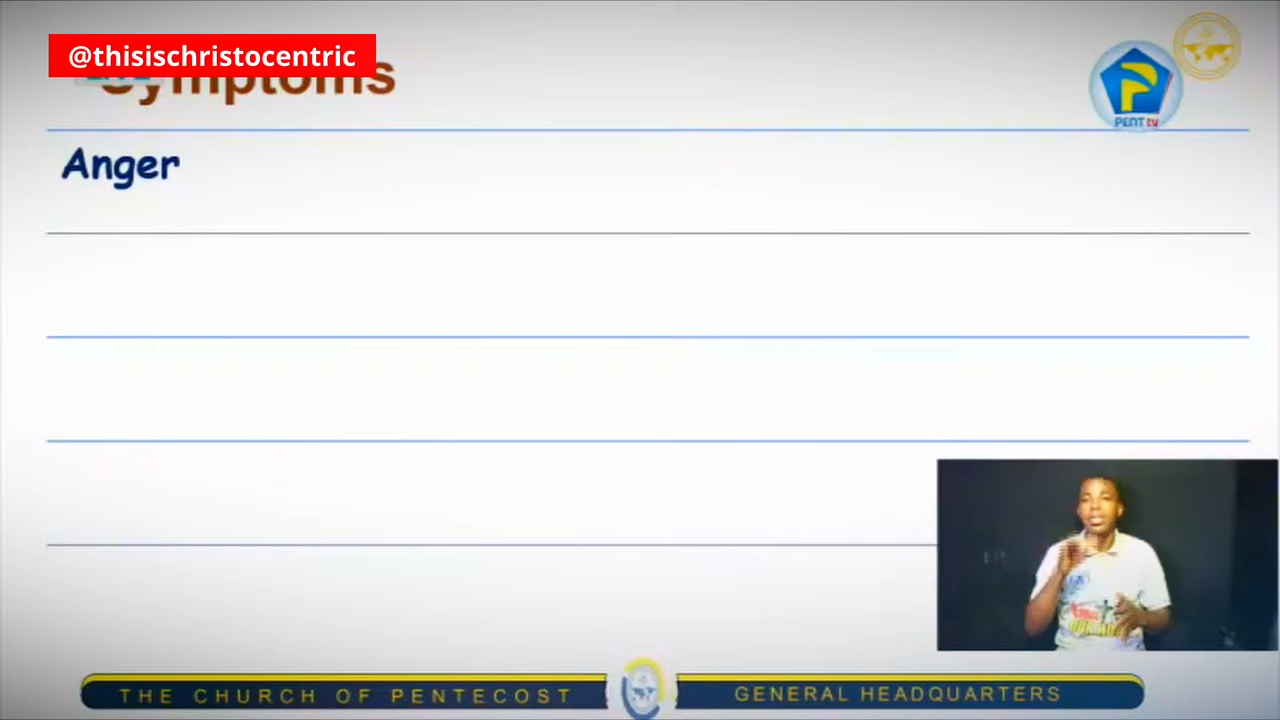 @thisischristocentric
Symptoms
PENT tv
Anger
THE CHURCH OF PENTECOST
GENERAL HEADQUARTERS